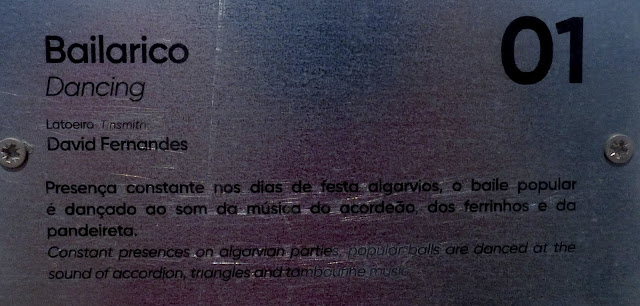 Bailarico
01
Dancing
Latoeiro Tinsmith
David Fernandes
Presença constante nos dias de festa algarvios, o baile popular
é dançado ao som da música do acordeão, dos ferrinhos e da
pandeireta.
Constant presences on algarvian parties, popular balls are danced at the
sound of accordion, triangles and tambourine music.